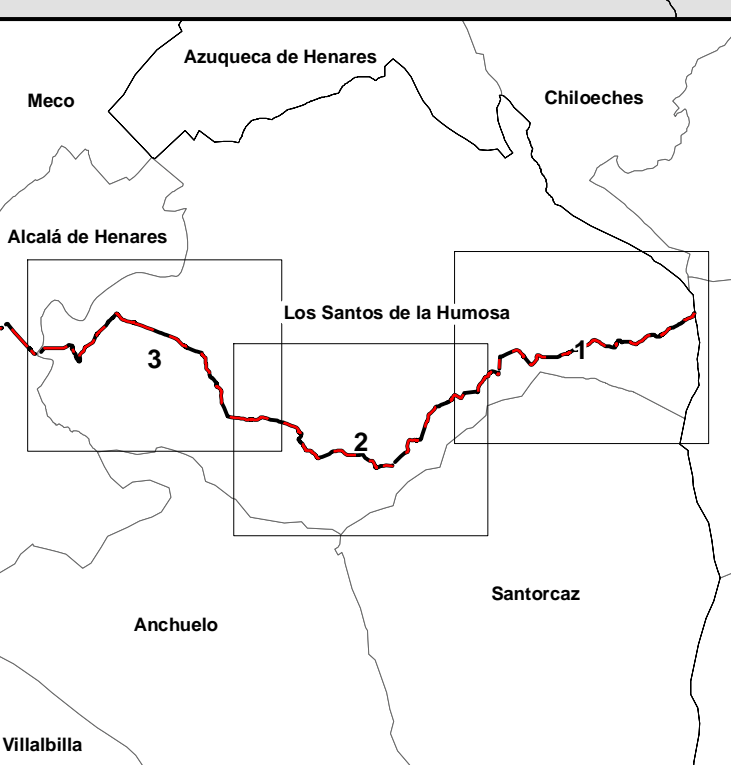 Azuqueca de Henares
Meco
Chiloeches
Alcalá de Henares
Los Santos de la Humosa
1
3
2
Santorcaz
Anchuelo
Villalbilla